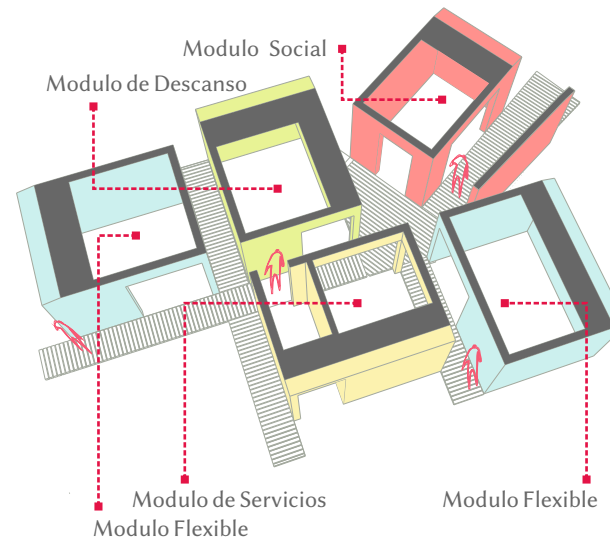 Modulo Social
Modulo de Descanso
Modulo de Servicios
Modulo Flexible
Modulo Flexible